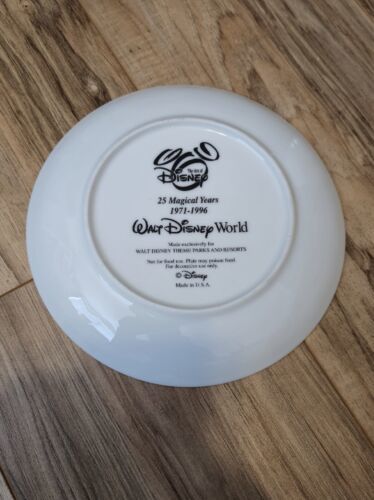 The Art of
DISNEY
25 Magical Years
1971-1996
WALT DISNEY World
Made exclusively for
WALT DISNEY THEME PARKS AND RESORTS
Not for food use. Plate may poison food.
For decorative use only.
© Disney
Made in U.S.A.